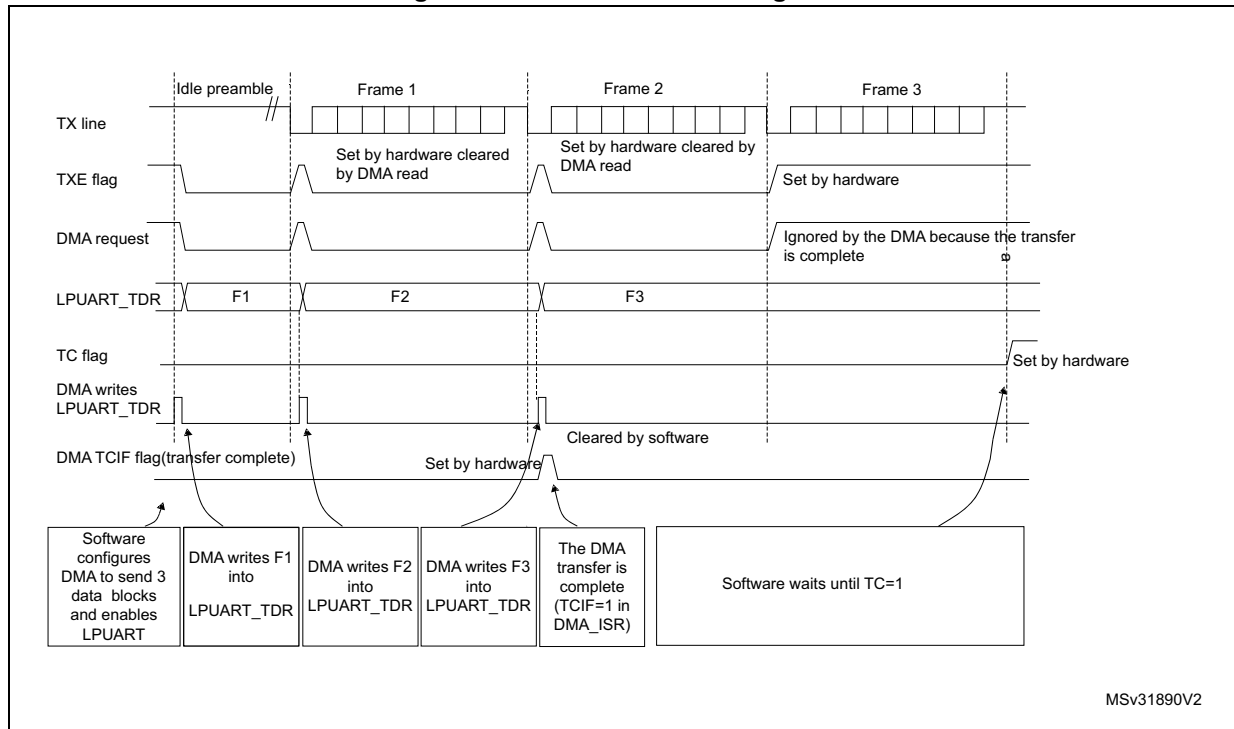 Idle preamble
Frame 1
Frame 2
Frame 3
TX line
Set by hardware cleared
by DMA read
Set by hardware cleared by
DMA read
TXE flag
Set by hardware
DMA request
Ignored by the DMA because the transfer
is complete
LPUART_TDR
F1
F2
F3
TC flag
Set by hardware
DMA writes
LPUART_TDR
Cleared by software
DMA TCIF flag(transfer complete)
Set by hardware
Software
configures
DMA to send 3
data blocks
and enables
LPUART
DMA writes F1
into
LPUART_TDR
DMA writes F2
into
LPUART_TDR
DMA writes F3
into
LPUART_TDR
The DMA
transfer is
complete
(TCIF=1 in
DMA_ISR)
Software waits until TC=1
MSv31890V2